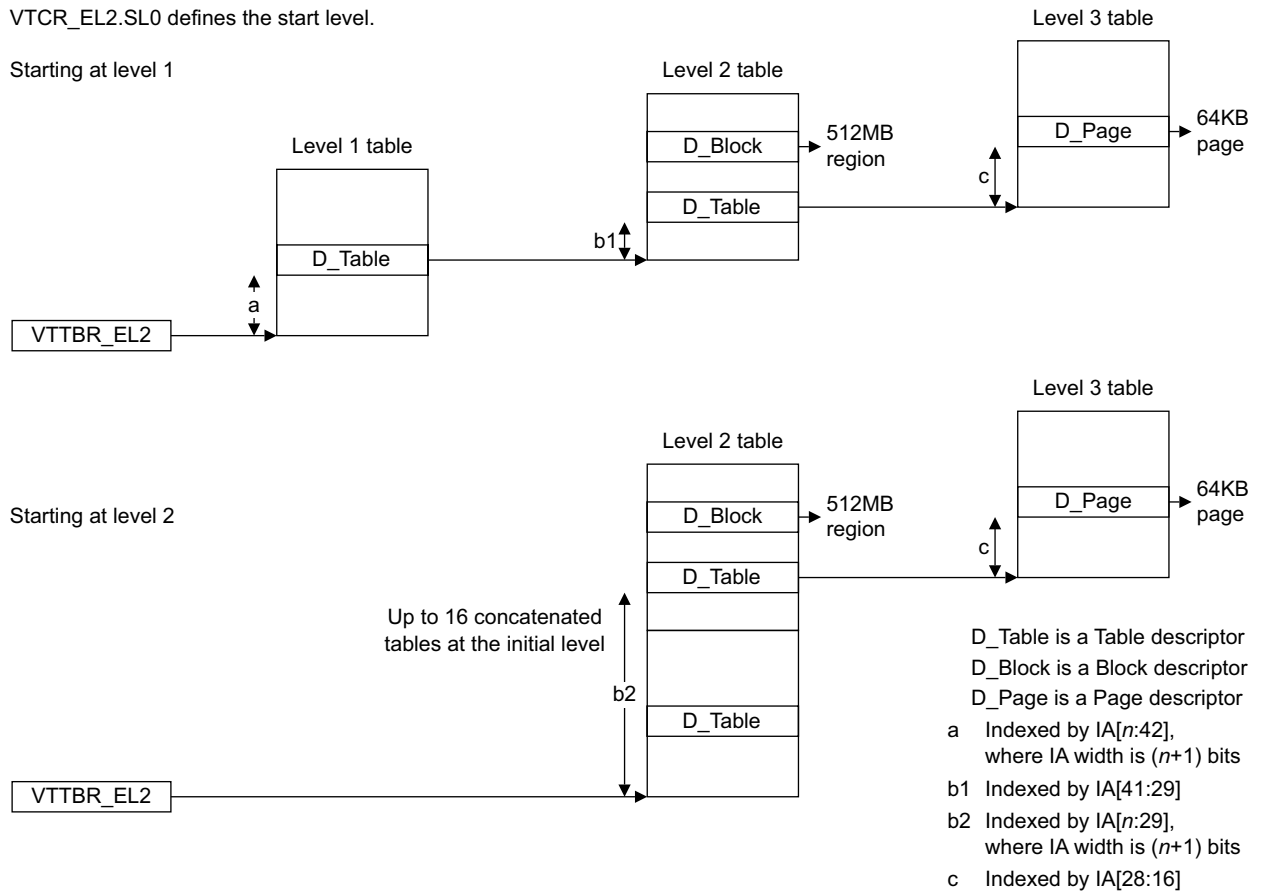 VTCR_EL2.SL0 defines the start level.
Starting at level 1
Level 3 table
Level 2 table
Level 1 table
D_Page
64KB
page
D_Block
512MB
region
c
D_Table
b1
D_Table
a
VTTBR_EL2
Level 3 table
Level 2 table
Starting at level 2
D_Page
64KB
page
D_Block
512MB
region
c
D_Table
Up to 16 concatenated
tables at the initial level
b2
D_Table
VTTBR_EL2
D_Table is a Table descriptor
D_Block is a Block descriptor
D_Page is a Page descriptor
a Indexed by IA[n:42],
where IA width is (n+1) bits
b1 Indexed by IA[41:29]
b2 Indexed by IA[n:29],
where IA width is (n+1) bits
c Indexed by IA[28:16]